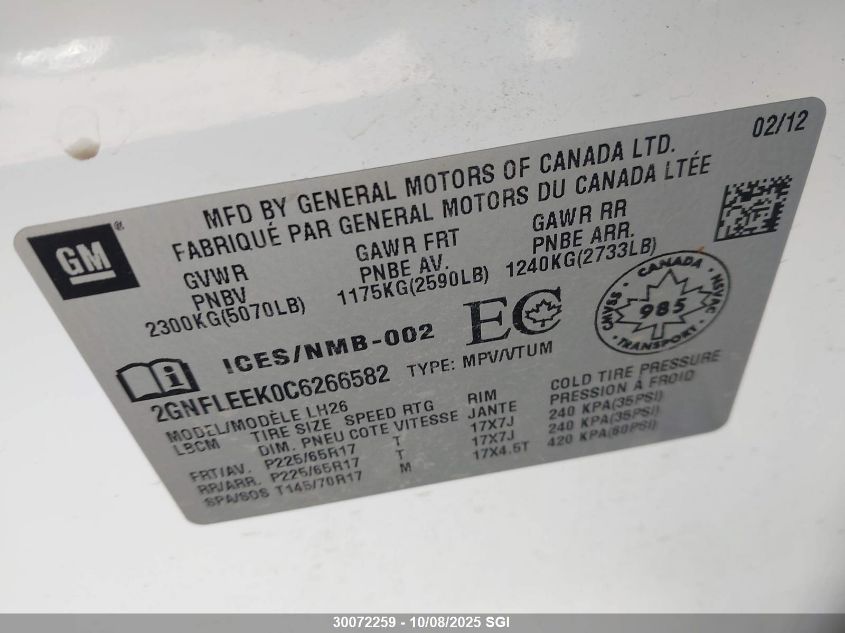 02/12
MFD BY GENERAL MOTORS OF CANADA LTD.
FABRIQUÉ PAR GENERAL MOTORS DU CANADA LTÉE
GM ®
GVWR GAWR FRT GAWR RR
PNBV PNBE AV. PNBE ARR.
2300KG(5070LB) 1175KG(2590LB) 1240KG(2733LB)
i ICES/NMB-002 EC
CANADA
CMVSS 985 NSVAC
TRANSPORT
2GNFLEEK0C6266582 TYPE: MPV/VTUM
MODEL/MODÈLE LH26
LBCM TIRE SIZE SPEED RTG RIM COLD TIRE PRESSURE
DIM. PNEU COTE VITESSE JANTE PRESSION A FROID
FRT/AV. P225/65R17 T 17X7J 240 KPA(35PSI)
RR/ARR. P225/65R17 T 17X7J 240 KPA(35PSI)
SPA/SOS T145/70R17 M 17X4.5T 420 KPA(60PSI)
30072259 - 10/08/2025 SGI